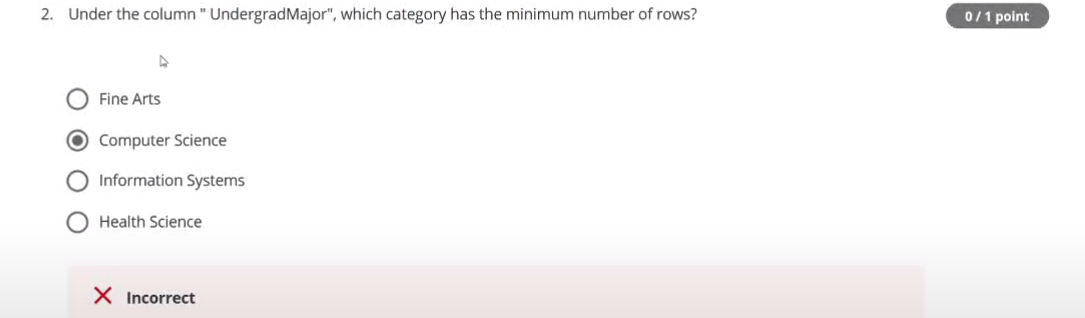 2. Under the column " UndergradMajor", which category has the minimum number of rows?
0 / 1 point
Fine Arts
Computer Science
Information Systems
Health Science
Incorrect